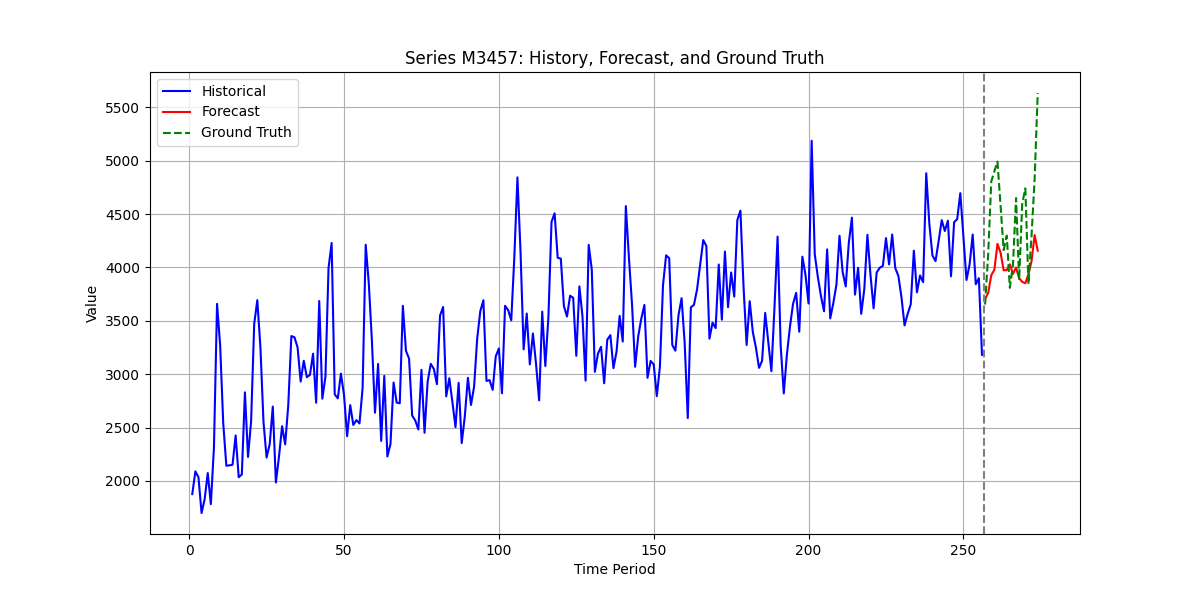 Series M3457: History, Forecast, and Ground Truth
Historical
Forecast
Ground Truth
5500
5000
4500
4000
3500
3000
2500
2000
Value
0 50 100 150 200 250
Time Period